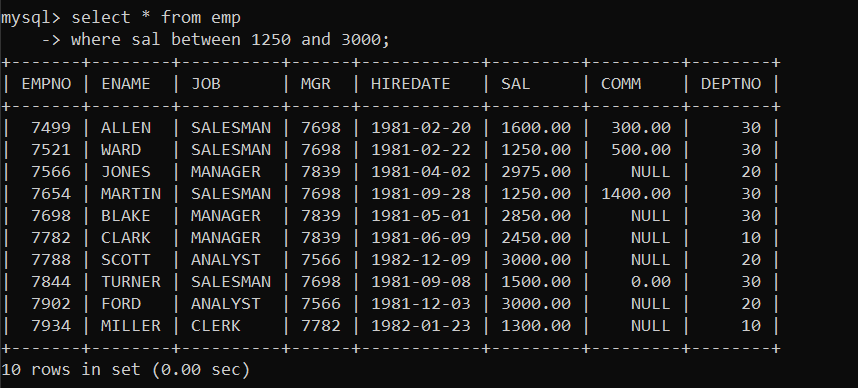 mysql> select * from emp
    -> where sal between 1250 and 3000;
+-------+--------+----------+------+------------+---------+---------+--------+
| EMPNO | ENAME  | JOB      | MGR  | HIREDATE   | SAL     | COMM    | DEPTNO |
+-------+--------+----------+------+------------+---------+---------+--------+
|  7499 | ALLEN  | SALESMAN | 7698 | 1981-02-20 | 1600.00 |  300.00 |     30 |
|  7521 | WARD   | SALESMAN | 7698 | 1981-02-22 | 1250.00 |  500.00 |     30 |
|  7566 | JONES  | MANAGER  | 7839 | 1981-04-02 | 2975.00 |    NULL |     20 |
|  7654 | MARTIN | SALESMAN | 7698 | 1981-09-28 | 1250.00 | 1400.00 |     30 |
|  7698 | BLAKE  | MANAGER  | 7839 | 1981-05-01 | 2850.00 |    NULL |     30 |
|  7782 | CLARK  | MANAGER  | 7839 | 1981-06-09 | 2450.00 |    NULL |     10 |
|  7788 | SCOTT  | ANALYST  | 7566 | 1982-12-09 | 3000.00 |    NULL |     20 |
|  7844 | TURNER | SALESMAN | 7698 | 1981-09-08 | 1500.00 |    0.00 |     30 |
|  7902 | FORD   | ANALYST  | 7566 | 1981-12-03 | 3000.00 |    NULL |     20 |
|  7934 | MILLER | CLERK    | 7782 | 1982-01-23 | 1300.00 |    NULL |     10 |
+-------+--------+----------+------+------------+---------+---------+--------+
10 rows in set (0.00 sec)